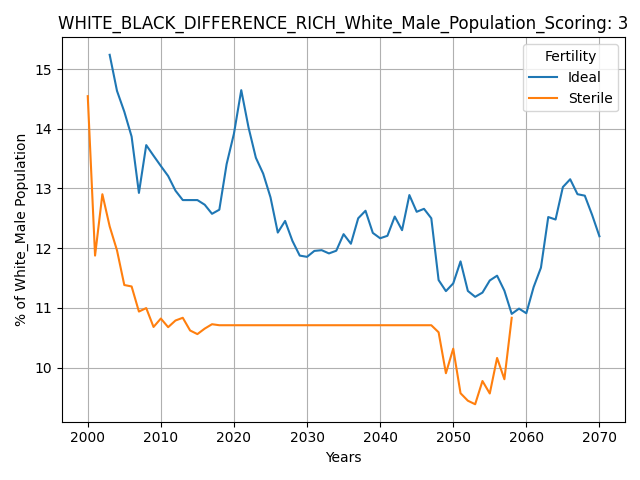 WHITE_BLACK_DIFFERENCE_RICH_White_Male_Population_Scoring: 3
Fertility
Ideal
Sterile
% of White_Male Population
15
14
13
12
11
10
2000 2010 2020 2030 2040 2050 2060 2070
Years